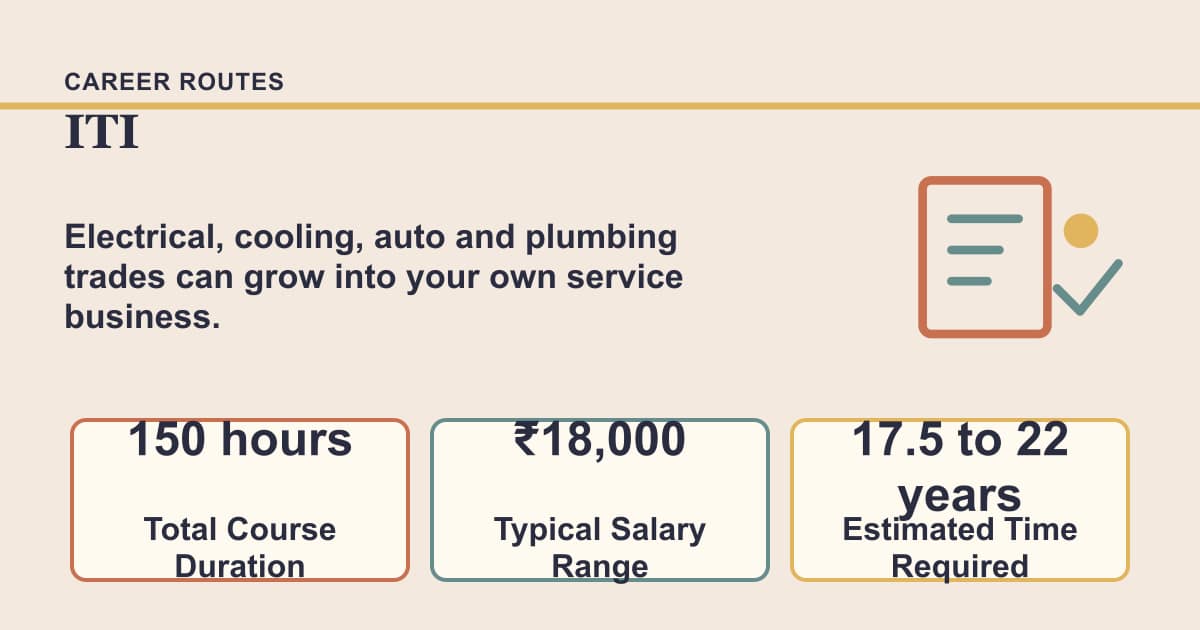 CAREER ROUTES
ITI
Electrical, cooling, auto and plumbing
trades can grow into your own service
business.
150 hours
Total Course
Duration
₹18,000
Typical Salary
Range
17.5 to 22
years
Estimated Time
Required